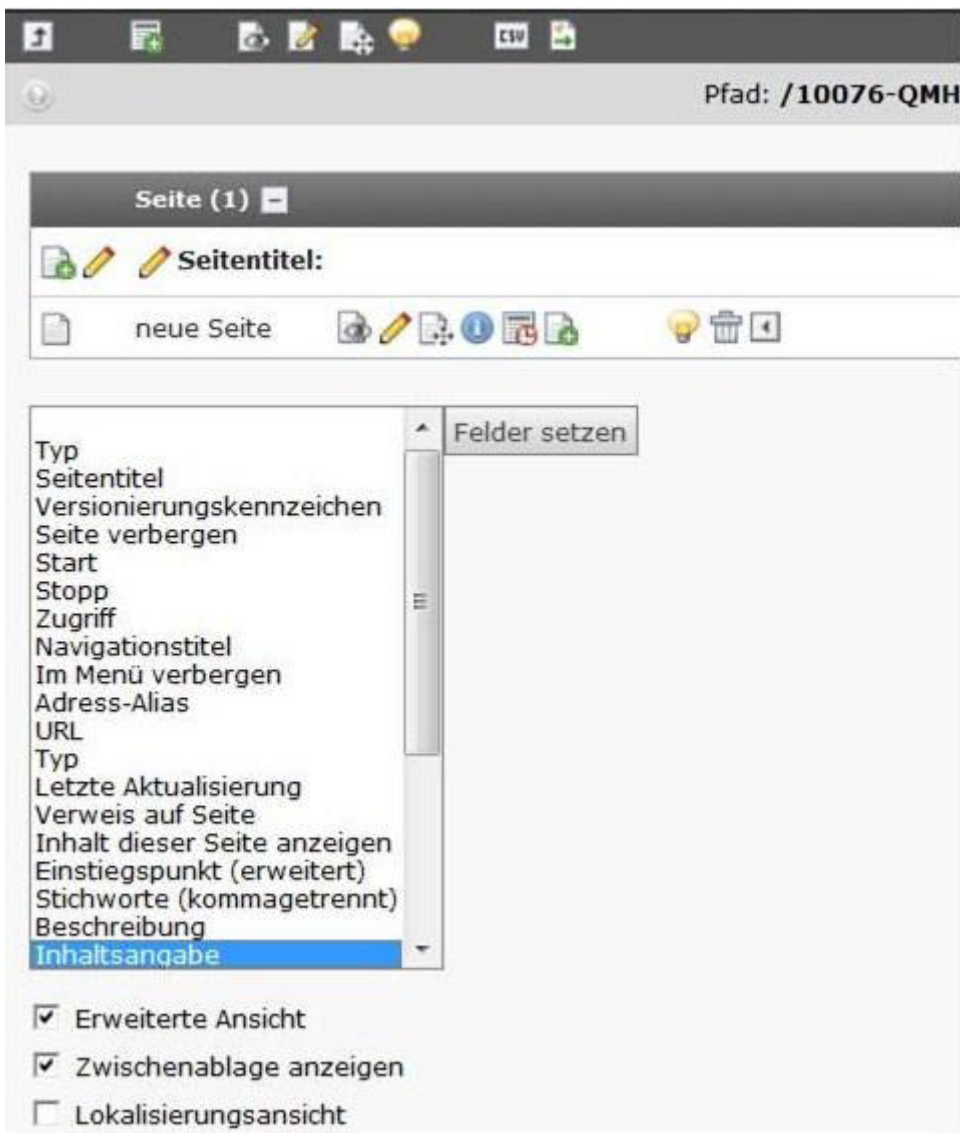 CSV
Pfad: /10076-QMH
Seite (1)
Seitentitel:
neue Seite
Felder setzen
Typ
Seitentitel
Versionierungskennzeichen
Seite verbergen
Start
Stopp
Zugriff
Navigationstitel
Im Menü verbergen
Adress-Alias
URL
Typ
Letzte Aktualisierung
Verweis auf Seite
Inhalt dieser Seite anzeigen
Einstiegspunkt (erweitert)
Stichworte (kommagetrennt)
Beschreibung
Inhaltsangabe
Erweiterte Ansicht
Zwischenablage anzeigen
Lokalisierungsansicht